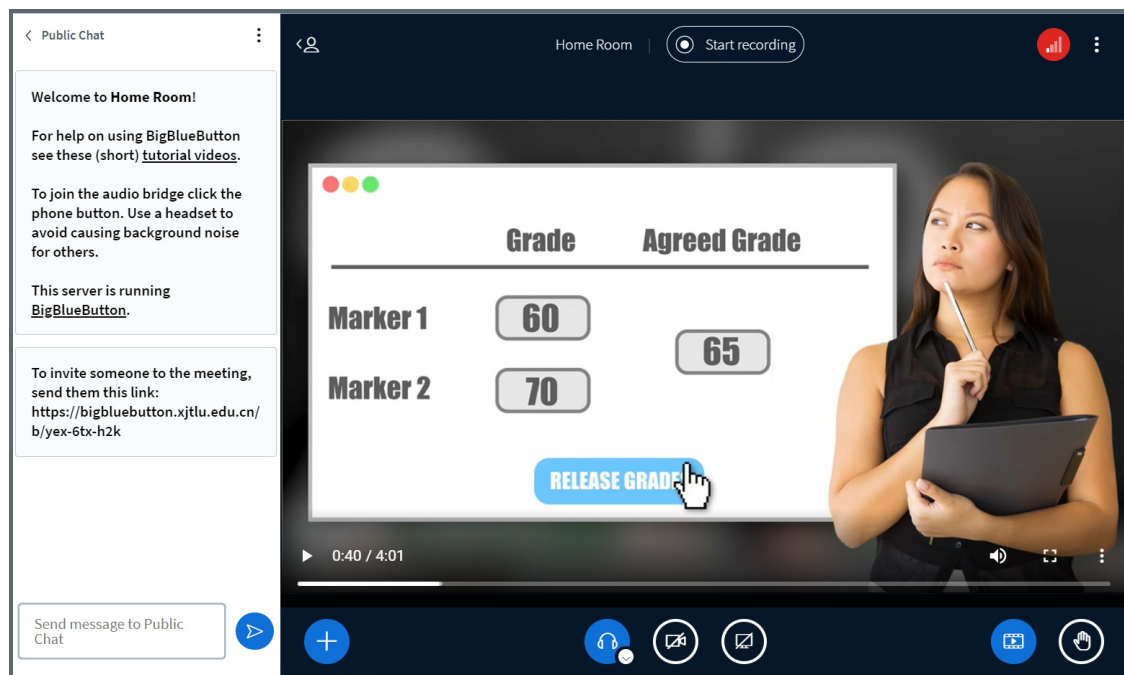 Public Chat
Welcome to Home Room!
For help on using BigBlueButton
see these (short) tutorial videos.
To join the audio bridge click the
phone button. Use a headset to
avoid causing background noise
for others.
This server is running
BigBlueButton.
To invite someone to the meeting,
send them this link:
https://bigbluebutton.xjtlu.edu.cn/
b/yex-6tx-h2k
Send message to Public
Chat
Home Room
Start recording
Grade Agreed Grade
Marker 1 60
65
Marker 2 70
RELEASE GRADE
0:40 / 4:01